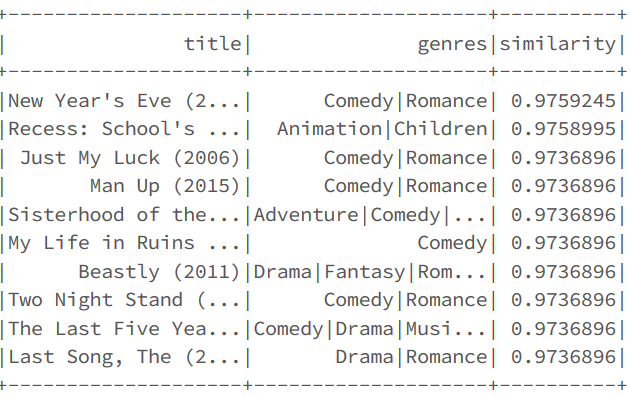 +--------------------+--------------------+----------+
|               title|              genres|similarity|
+--------------------+--------------------+----------+
|New Year's Eve (2...|      Comedy|Romance| 0.9759245|
|Recess: School's ...|  Animation|Children| 0.9758995|
| Just My Luck (2006)|      Comedy|Romance| 0.9736896|
|       Man Up (2015)|      Comedy|Romance| 0.9736896|
|Sisterhood of the...|Adventure|Comedy|...| 0.9736896|
|My Life in Ruins ...|              Comedy| 0.9736896|
|      Beastly (2011)|Drama|Fantasy|Rom...| 0.9736896|
|Two Night Stand (...|      Comedy|Romance| 0.9736896|
|The Last Five Yea...|Comedy|Drama|Musi...| 0.9736896|
|Last Song, The (2...|       Drama|Romance| 0.9736896|
+--------------------+--------------------+----------+